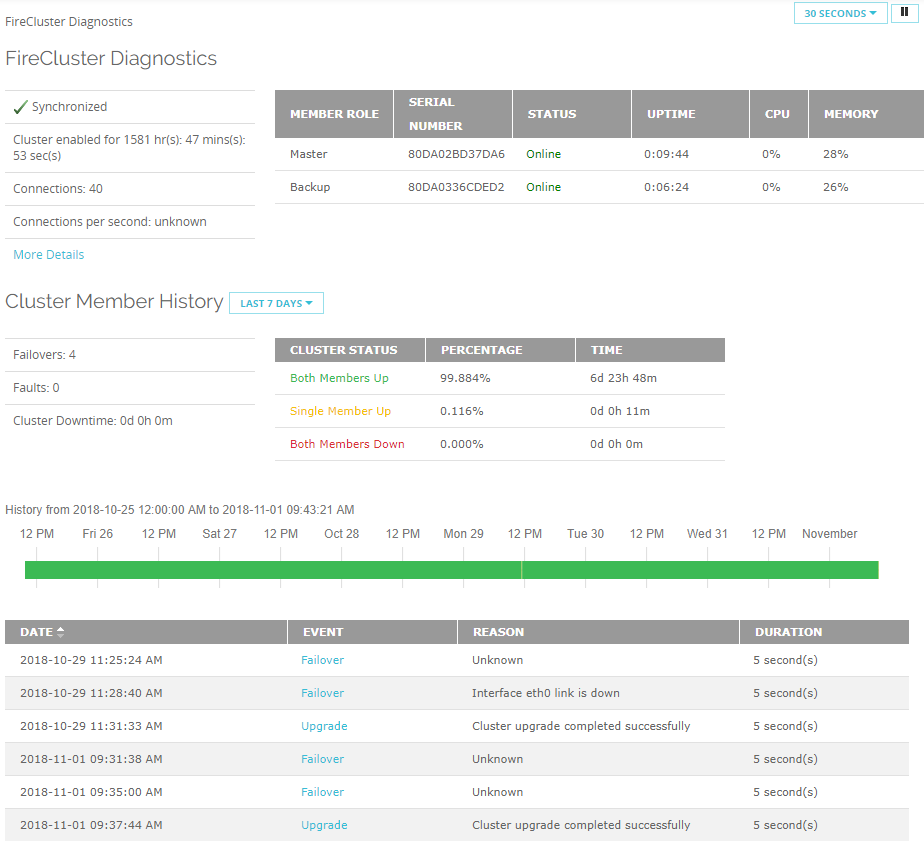 30 SECONDS
FireCluster Diagnostics
FireCluster Diagnostics
Synchronized
Cluster enabled for 1581 hr(s): 47 mins(s):
53 sec(s)
Connections: 40
Connections per second: unknown
More Details
MEMBER ROLE SERIAL NUMBER STATUS UPTIME CPU MEMORY
Master 80DA02BD37DA6 Online 0:09:44 0% 28%
Backup 80DA0336CDED2 Online 0:06:24 0% 26%
Cluster Member History LAST 7 DAYS
Failovers: 4
Faults: 0
Cluster Downtime: 0d 0h 0m
CLUSTER STATUS PERCENTAGE TIME
Both Members Up 99.884% 6d 23h 48m
Single Member Up 0.116% 0d 0h 11m
Both Members Down 0.000% 0d 0h 0m
History from 2018-10-25 12:00:00 AM to 2018-11-01 09:43:21 AM
12 PM Fri 26 12 PM Sat 27 12 PM Oct 28 12 PM Mon 29 12 PM Tue 30 12 PM Wed 31 12 PM November
DATE EVENT REASON DURATION
2018-10-29 11:25:24 AM Failover Unknown 5 second(s)
2018-10-29 11:28:40 AM Failover Interface eth0 link is down 5 second(s)
2018-10-29 11:31:33 AM Upgrade Cluster upgrade completed successfully 5 second(s)
2018-11-01 09:31:38 AM Failover Unknown 5 second(s)
2018-11-01 09:35:00 AM Failover Unknown 5 second(s)
2018-11-01 09:37:44 AM Upgrade Cluster upgrade completed successfully 5 second(s)